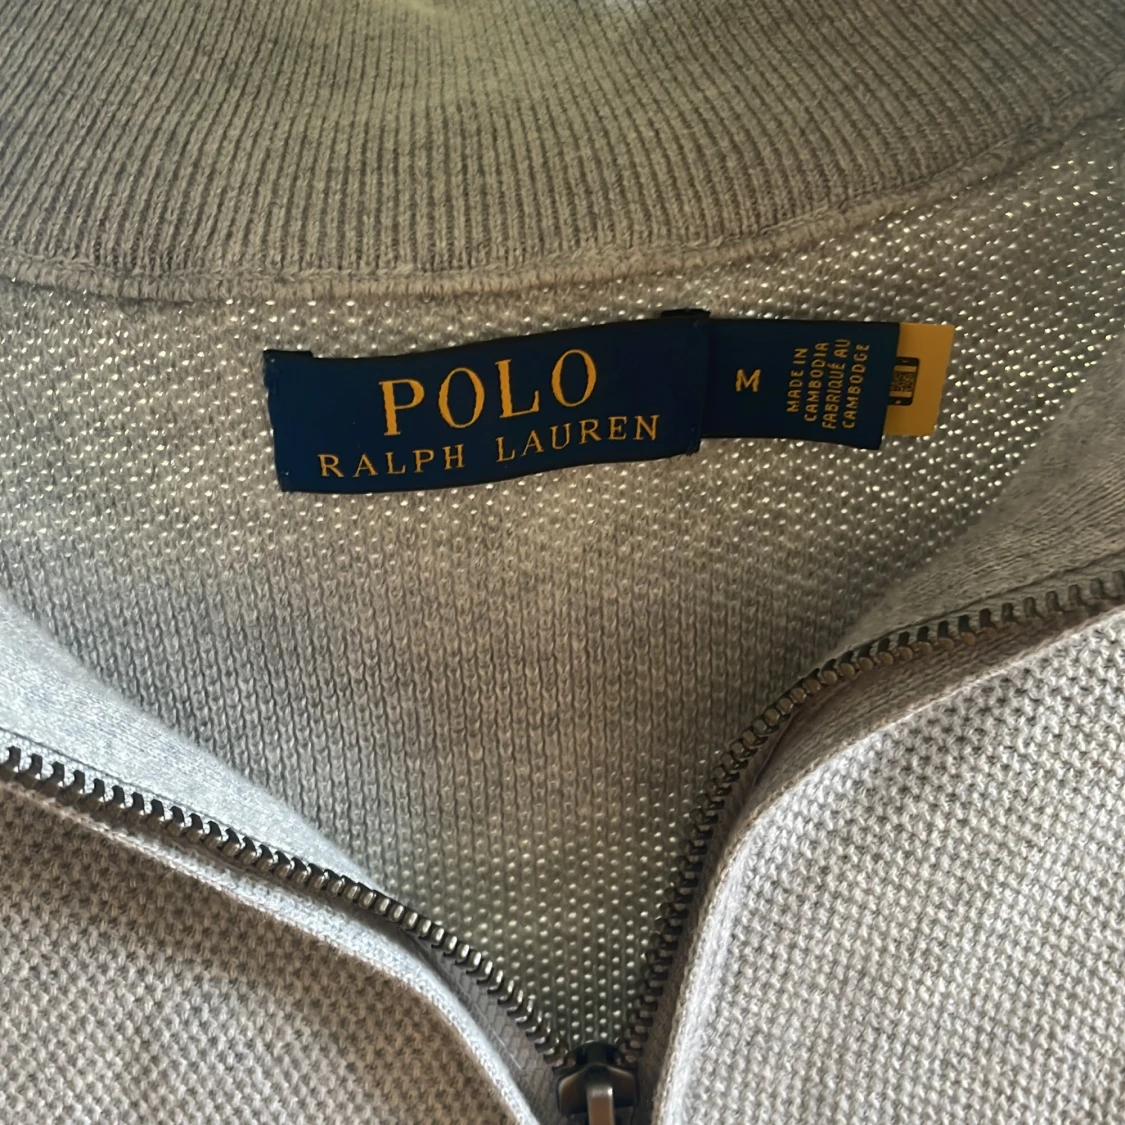 POLO
RALPH LAUREN
M
MADE IN
CAMBODIA
FABRIQUÉ AU
CAMBODGE